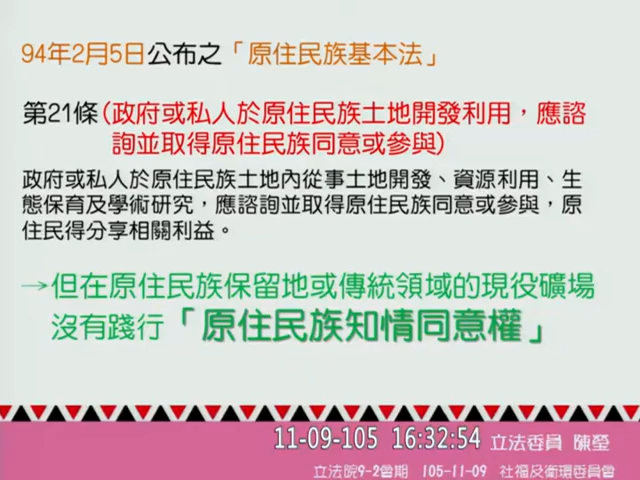 94年2月5日公布之「原住民族基本法」
第21條(政府或私人於原住民族土地開發利用，應諮
詢並取得原住民族同意或參與)
政府或私人於原住民族土地內從事土地開發、資源利用、生
態保育及學術研究，應諮詢並取得原住民族同意或參與，原
住民得分享相關利益。
→但在原住民族保留地或傳統領域的現役礦場
沒有踐行「原住民族知情同意權」
11-09-105 16:32:54 立法委員 陳瑩
立法院9-2會期 105-11-09 社福及衛環委員會